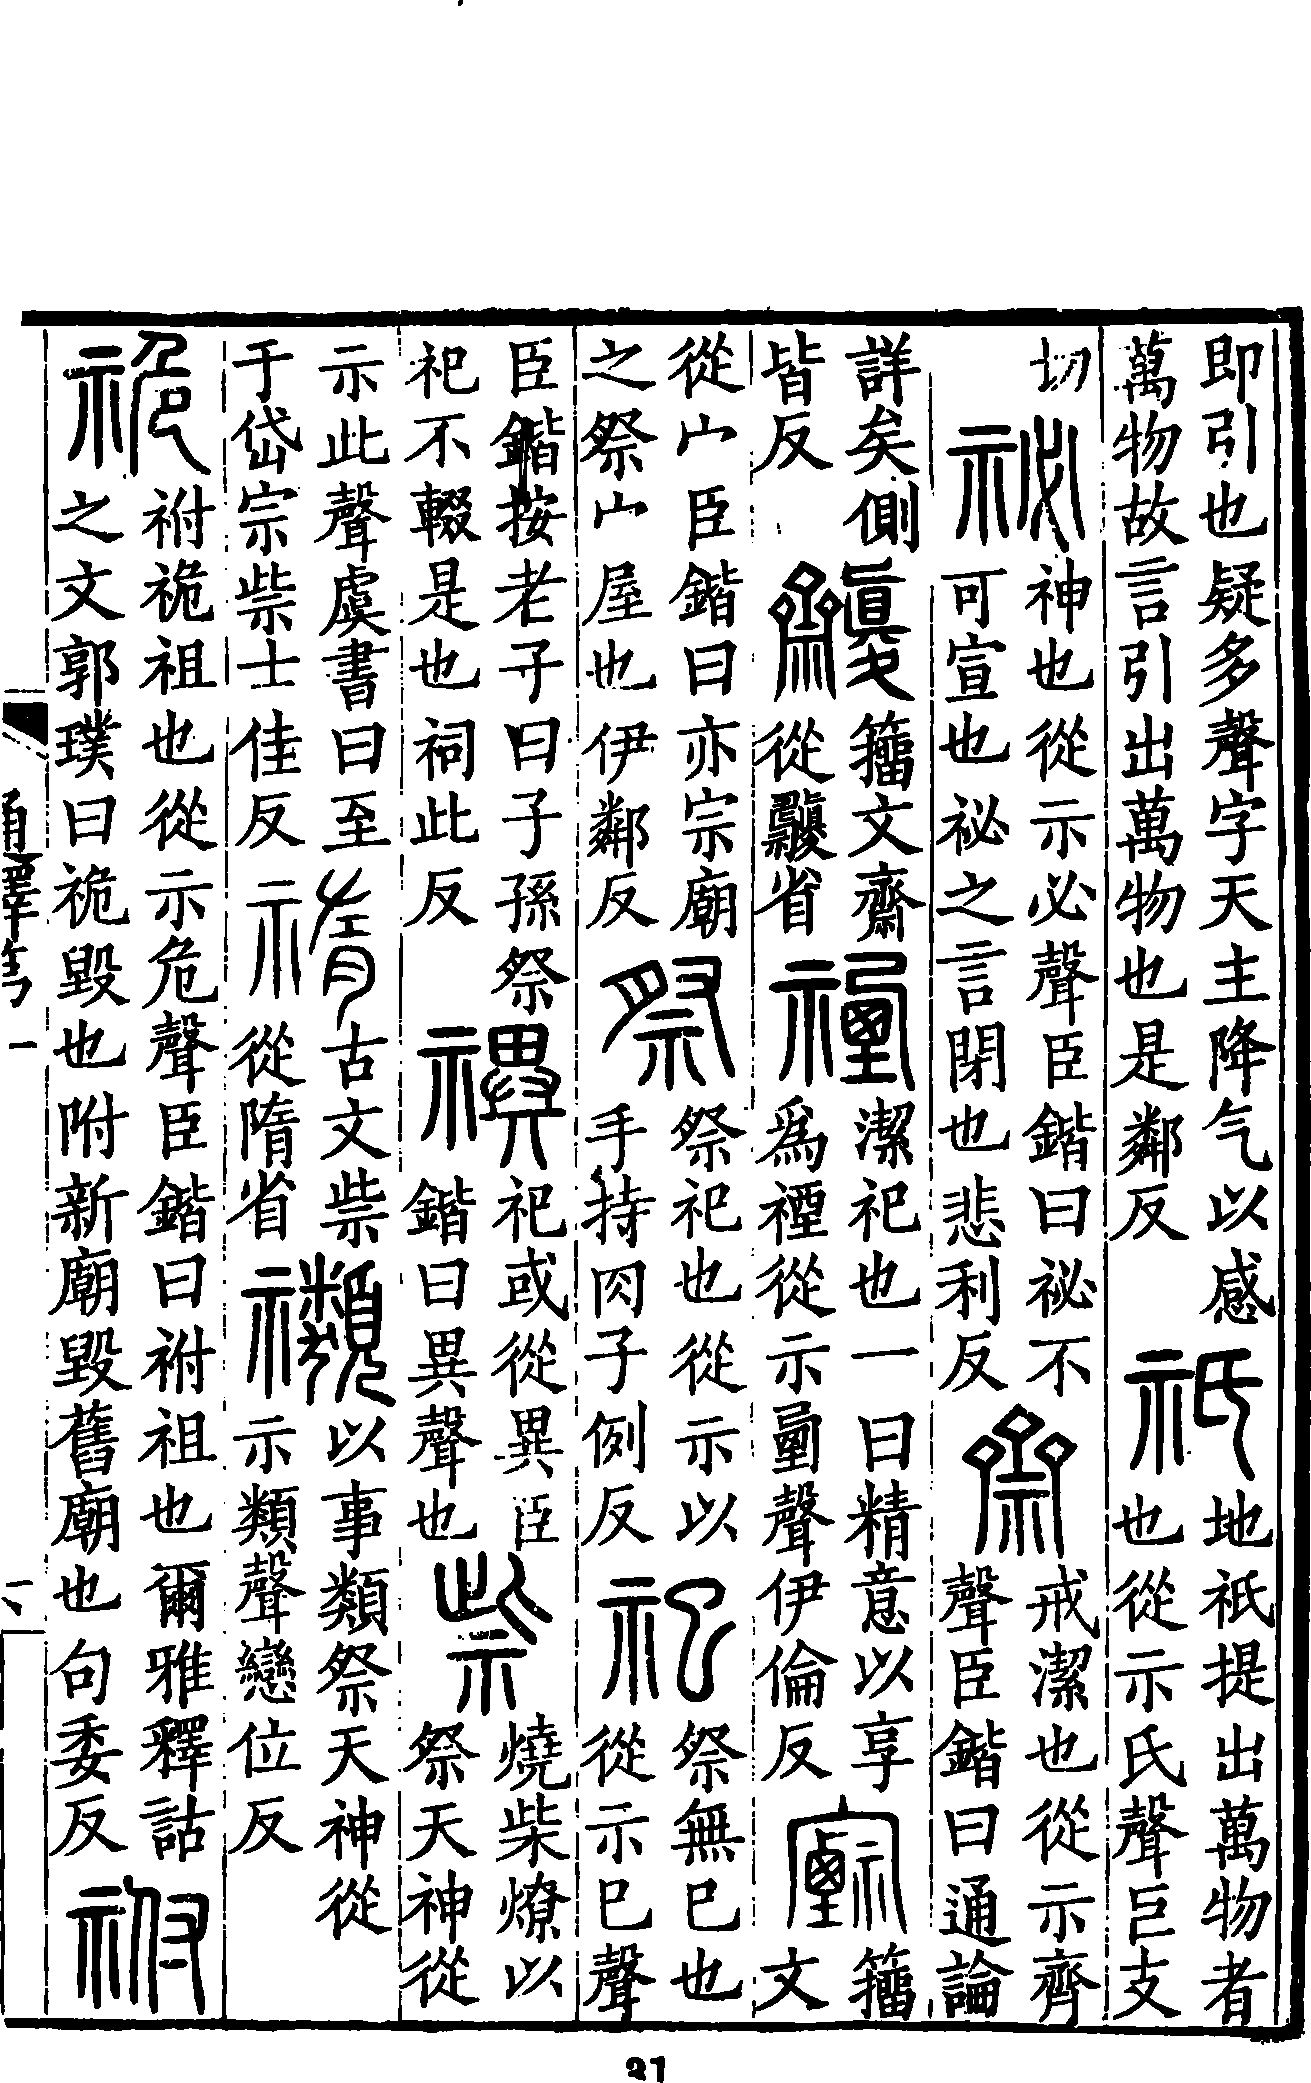 即引也疑多聲字天主降气以感萬物故言引出萬物也是鄰反祇地祇提出萬物者也從示氏聲巨支
切祕神也從示必聲臣鍇曰祕不可宣也祕之言閉也悲利反齋戒潔也從示齊聲臣鍇曰通論
詳矣側皆反籀文齋從省禋潔祀也一曰精意以享爲禋從示垔聲伊倫反籀文
從宀臣鍇曰亦宗廟之祭宀屋也伊鄰反祭祭祀也從示以手持肉子例反祀祭無已也從示巳聲
臣鍇按老子曰子孫祭祀不輟是也祠此反禩祀或從異臣鍇曰異聲也祡燒柴燎以祭天神從
示此聲虞書曰至于岱宗祡士佳反古文祡從隋省禷以事類祭天神從示類聲戀位反
祪祔祪祖也從示危聲臣鍇曰祔祖也爾雅釋詁之文郭璞曰祪毀也附新廟毀舊廟也句委反祔
31